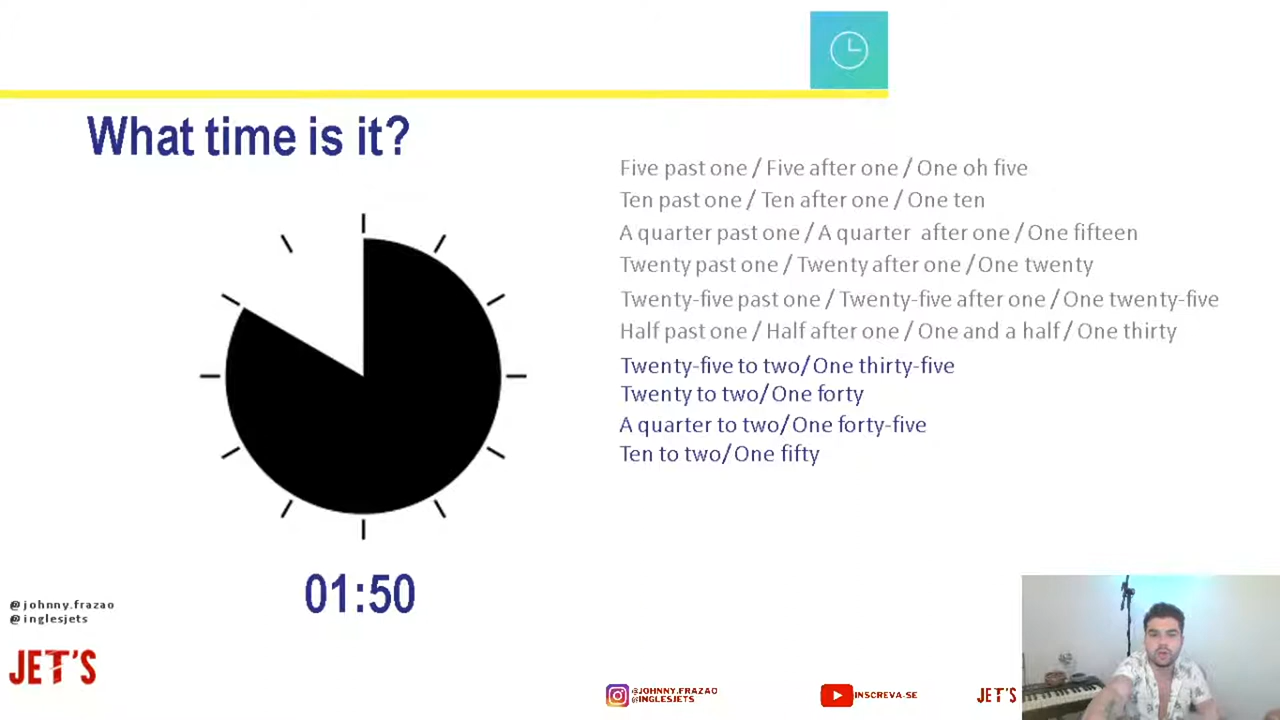 What time is it?
Five past one / Five after one / One oh five
Ten past one / Ten after one / One ten
A quarter past one / A quarter after one / One fifteen
Twenty past one / Twenty after one / One twenty
Twenty-five past one / Twenty-five after one / One twenty-five
Half past one / Half after one / One and a half / One thirty
Twenty-five to two/One thirty-five
Twenty to two/One forty
A quarter to two/One forty-five
Ten to two/One fifty
01:50
@johnny.frazao
@inglesjets
JET'S
@JOHNNY.FRAZAO
@INGLESJETS
INSCREVA-SE
JET'S